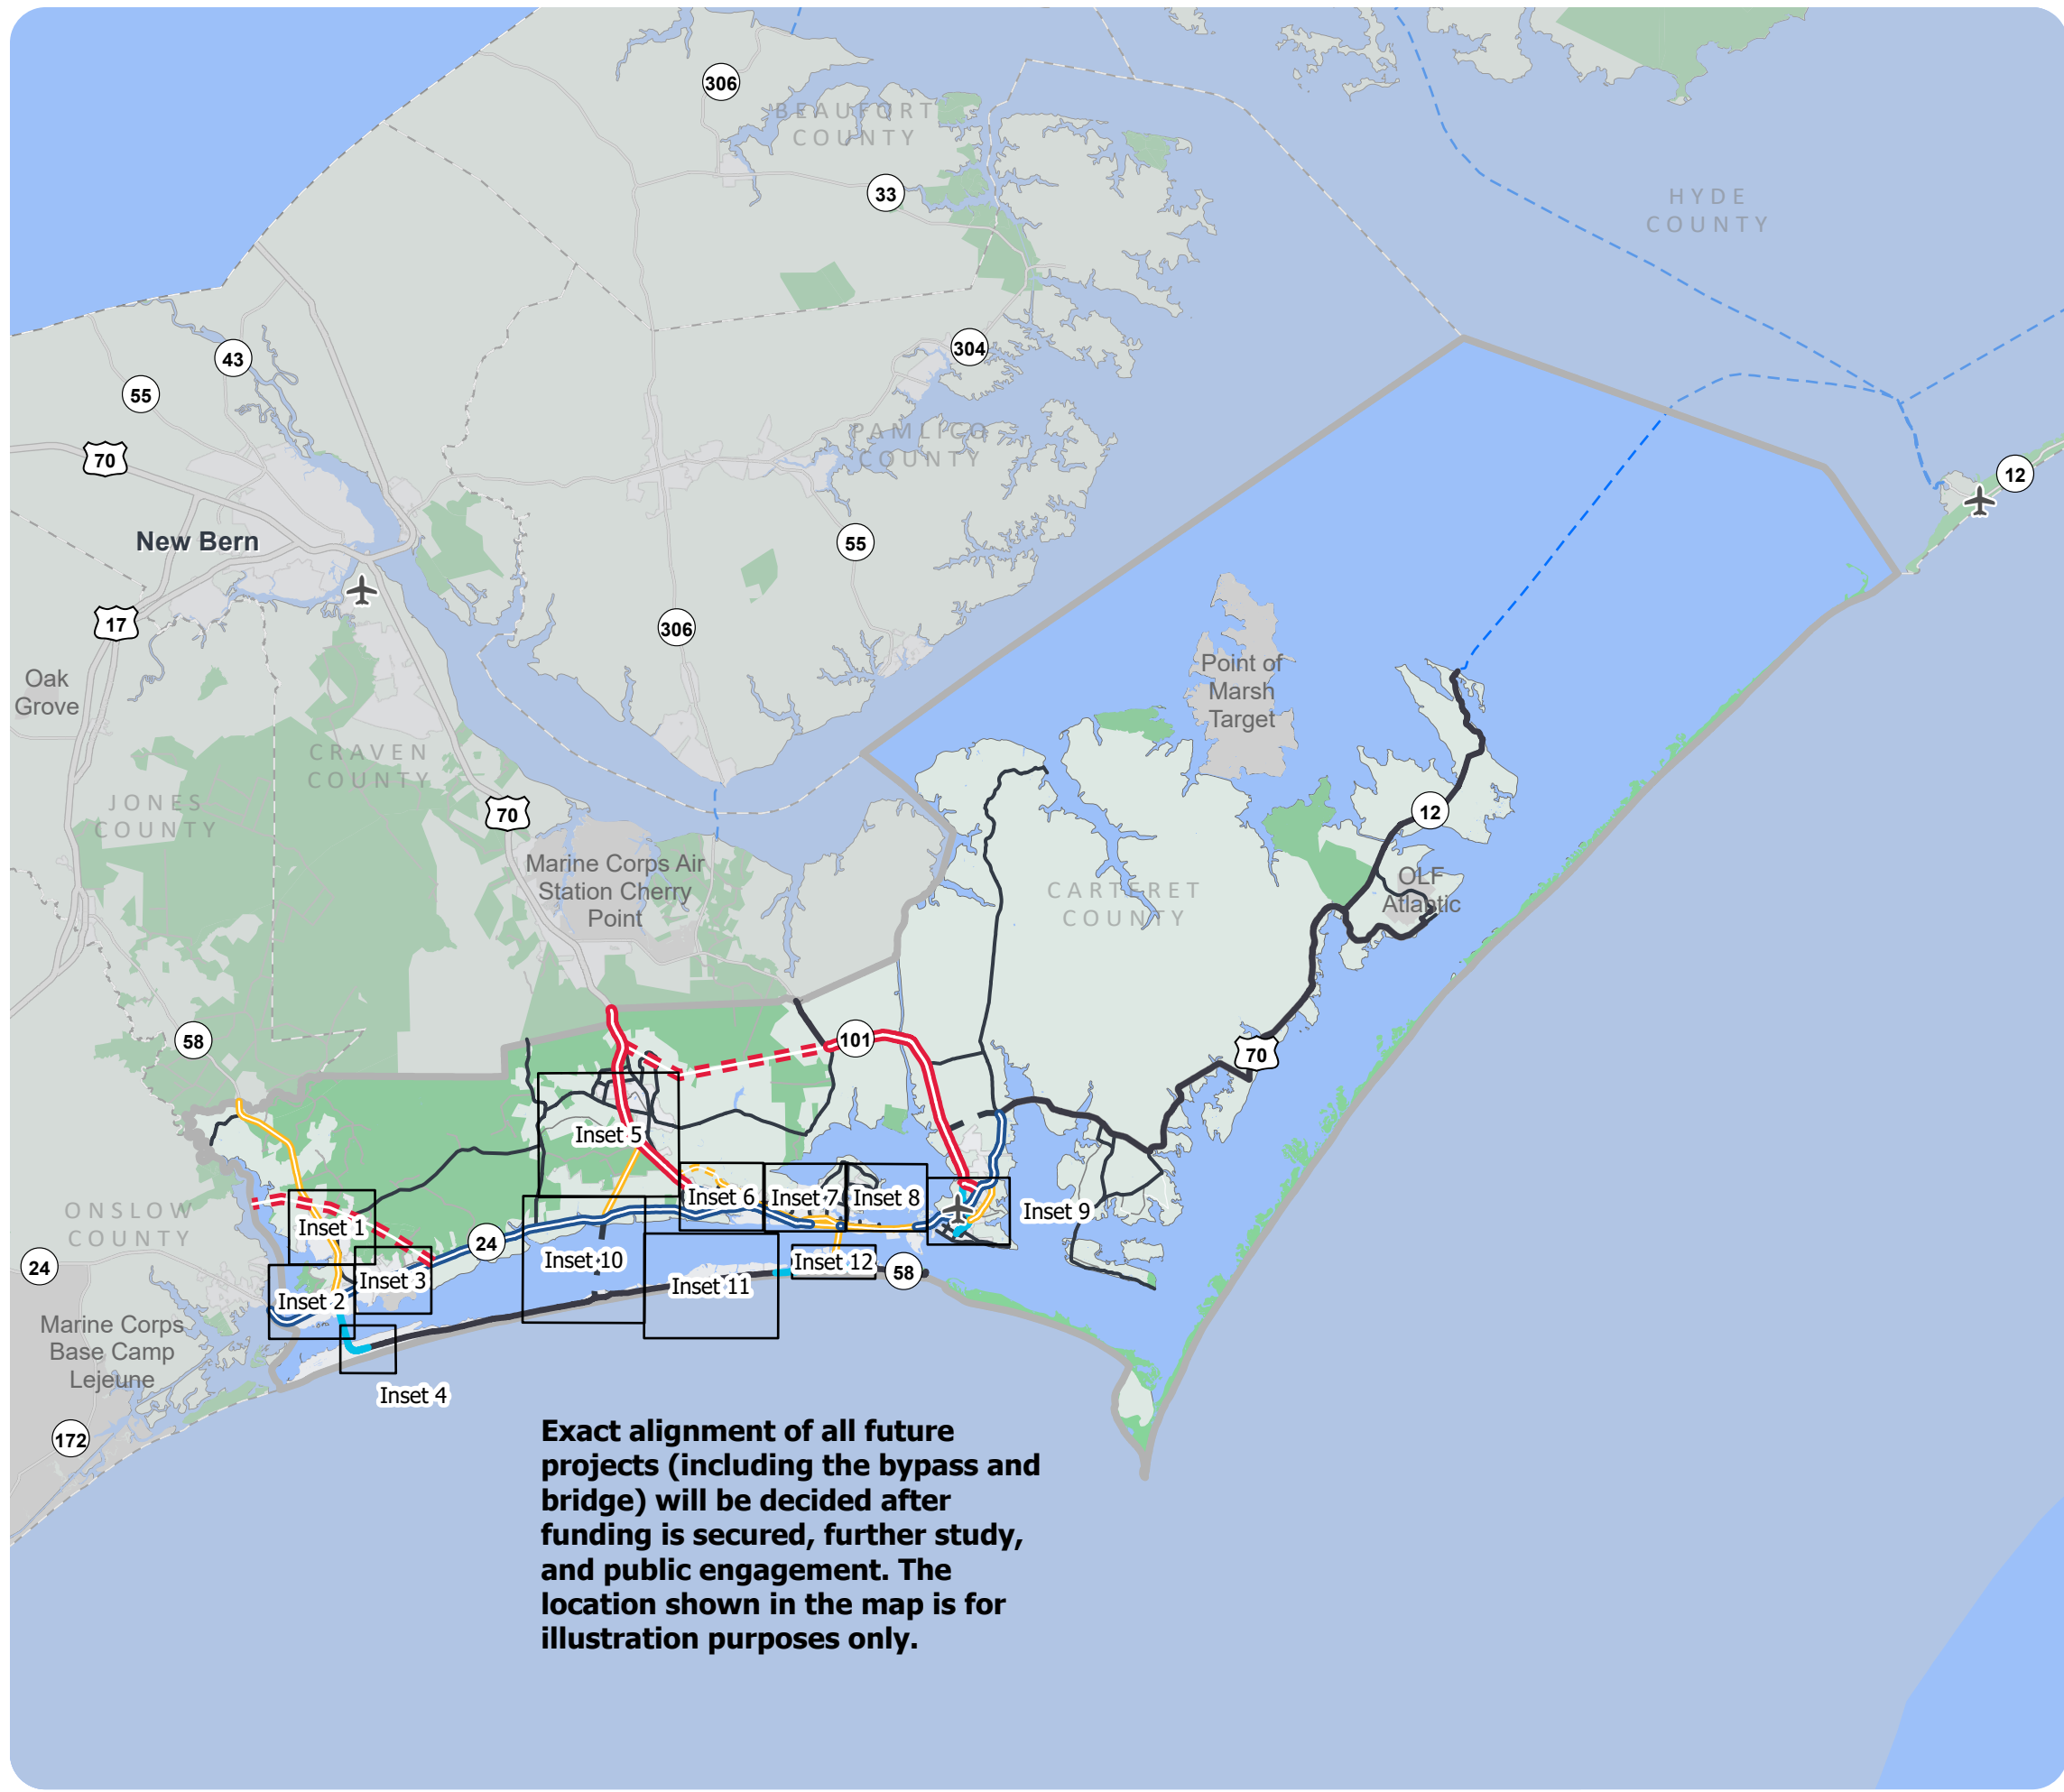 306
BEAUFORT
COUNTY
33
HYDE
COUNTY
43
304
55
PAMLICO
COUNTY
70
12
New Bern
55
17
306
Point of
Marsh
Target
Oak
Grove
CRAVEN
COUNTY
JONES
COUNTY
70
12
Marine Corps Air
Station Cherry
Point
CARTERET
COUNTY
OLF
Atlantic
58
101
70
Inset 5
ONSLOW
COUNTY
Inset 1
Inset 6
Inset 7
Inset 8
Inset 9
24
24
Inset 10
Inset 12
58
Inset 3
Inset 11
Inset 2
Marine Corps
Base Camp
Lejeune
Inset 4
172
Exact alignment of all future
projects (including the bypass and
bridge) will be decided after
funding is secured, further study,
and public engagement. The
location shown in the map is for
illustration purposes only.